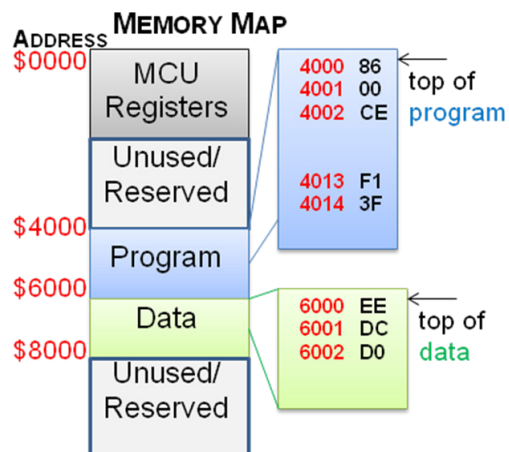 MEMORY MAP
ADDRESS
$0000
MCU
Registers
Unused/
Reserved
$4000
Program
$6000
Data
$8000
Unused/
Reserved
4000 86
4001 00
4002 CE
4013 F1
4014 3F
top of
program
6000 EE
6001 DC
6002 D0
top of
data